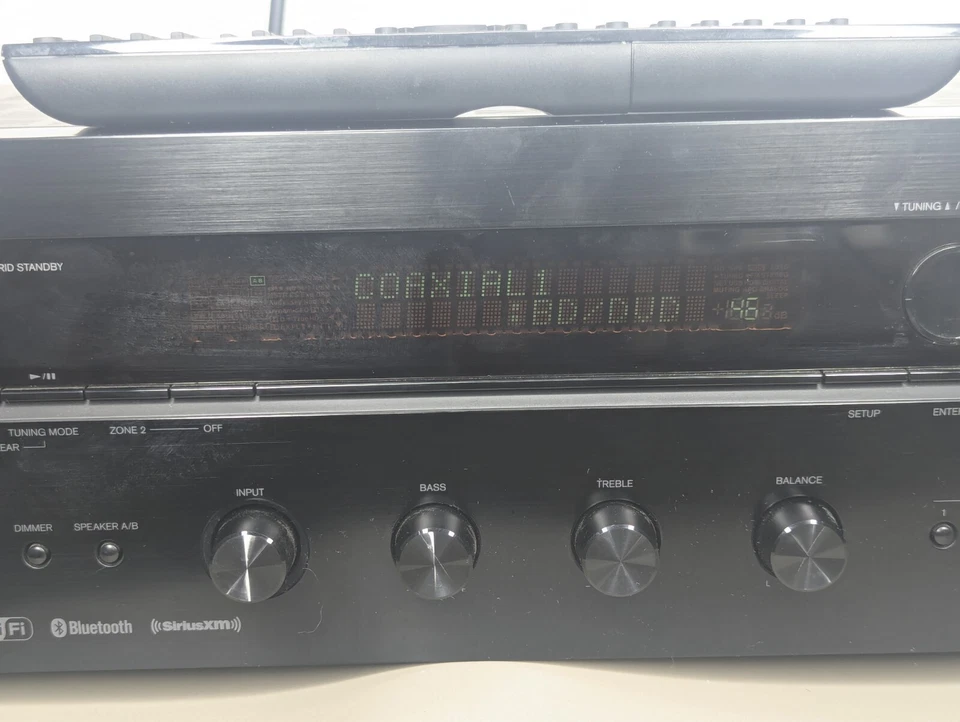 ▼ TUNING ▲ /
RID STANDBY
COAXIAL1
:BD/DVD
46
dB
►/❚❚
TUNING MODE
EAR
ZONE 2
OFF
SETUP
ENTE
INPUT
BASS
TREBLE
BALANCE
DIMMER
SPEAKER A/B
1
Fi
Bluetooth
((SiriusXM))